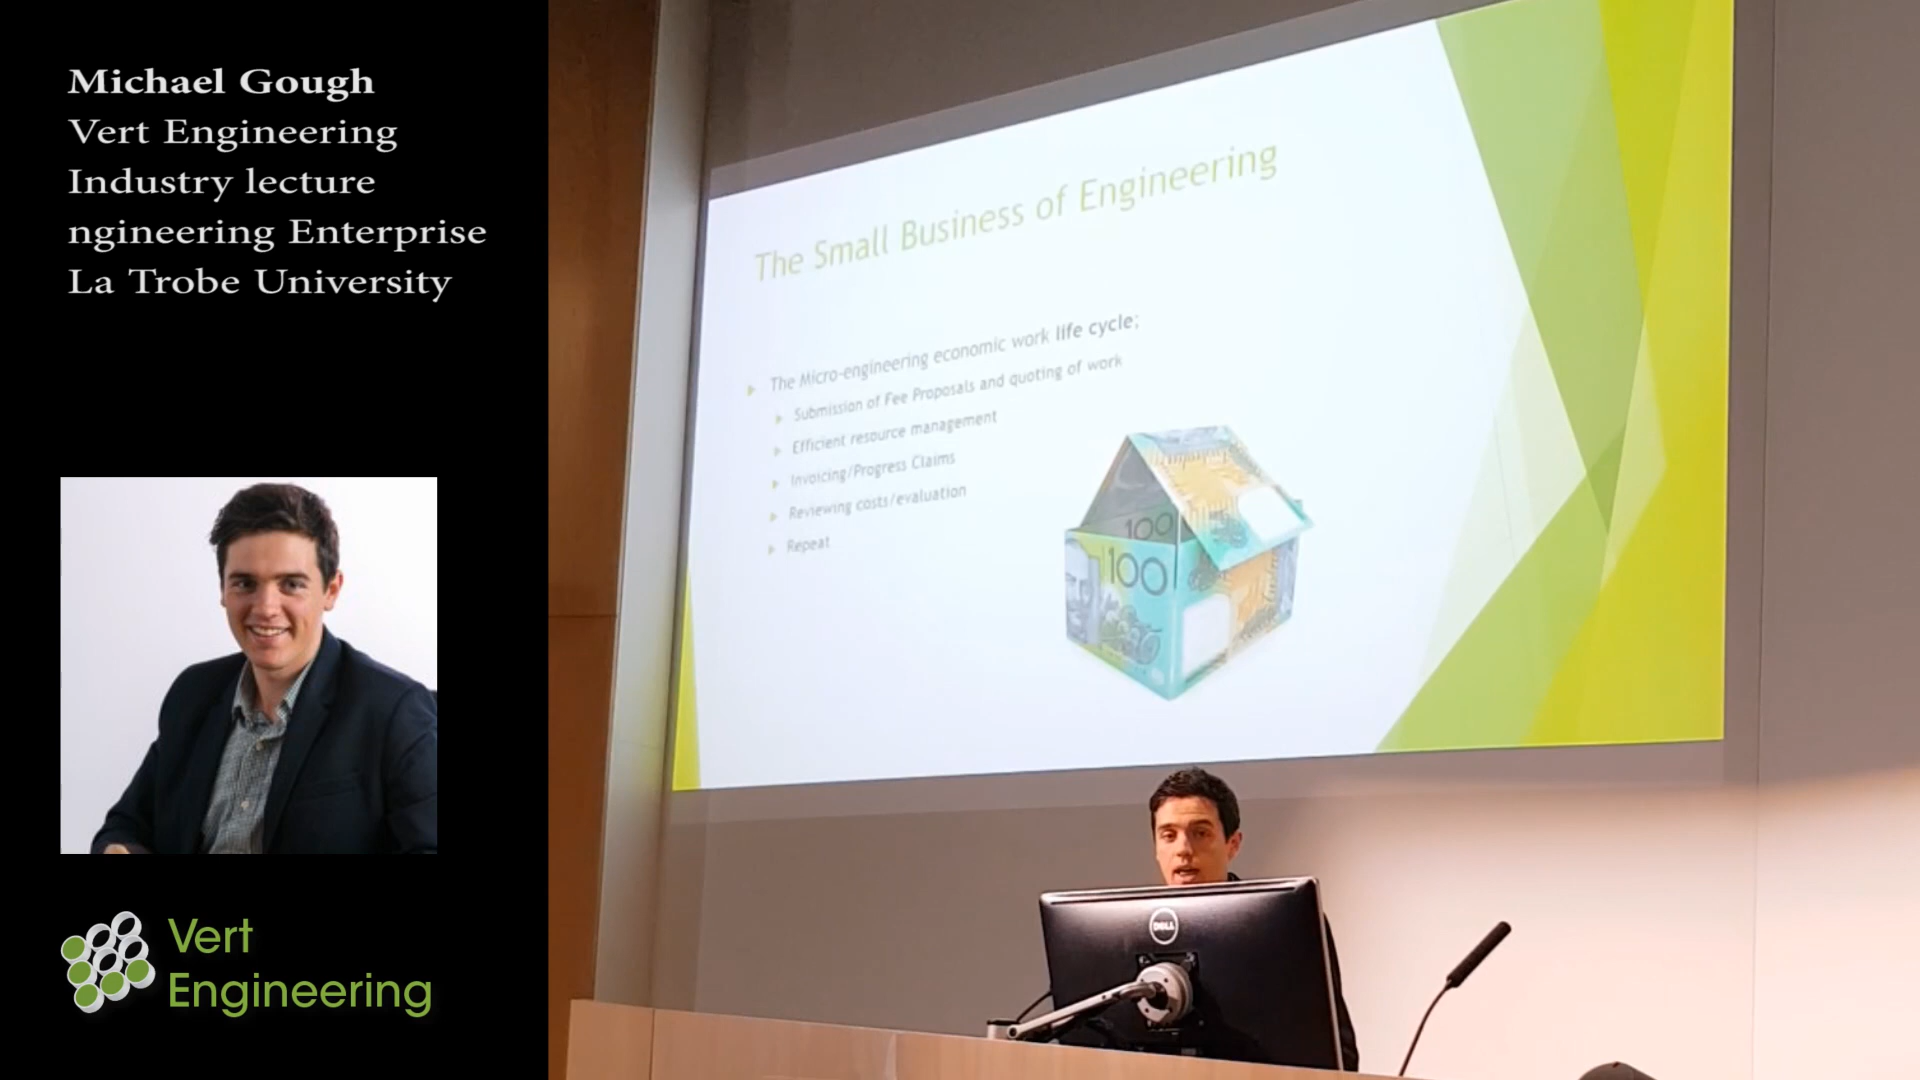 Michael Gough
Vert Engineering
Industry lecture
ngineering Enterprise
La Trobe University
Vert
Engineering
The Small Business of Engineering
The Micro-engineering economic work life cycle;
Submission of Fee Proposals and quoting of work
Efficient resource management
Invoicing/Progress Claims
Reviewing costs/evaluation
Repeat
100
100
DELL